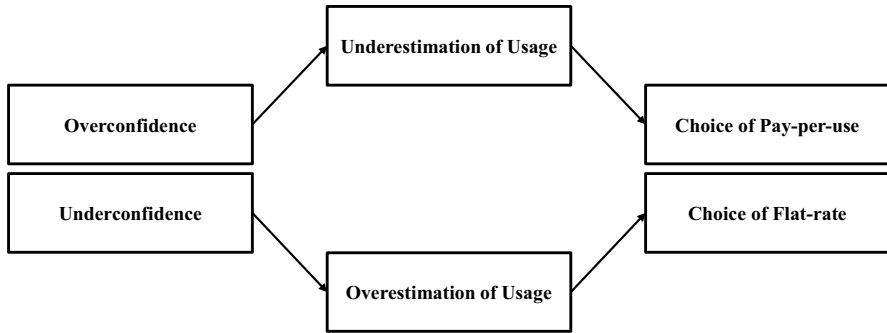 Underestimation of Usage
Overconfidence
Choice of Pay-per-use
Underconfidence
Choice of Flat-rate
Overestimation of Usage